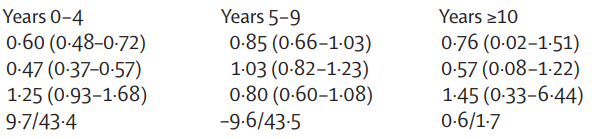 Years 0–4 Years 5–9 Years ≥10
0·60 (0·48–0·72) 0·85 (0·66–1·03) 0·76 (0·02–1·51)
0·47 (0·37–0·57) 1·03 (0·82–1·23) 0·57 (0·08–1·22)
1·25 (0·93–1·68) 0·80 (0·60–1·08) 1·45 (0·33–6·44)
9·7/43·4 –9·6/43·5 0·6/1·7